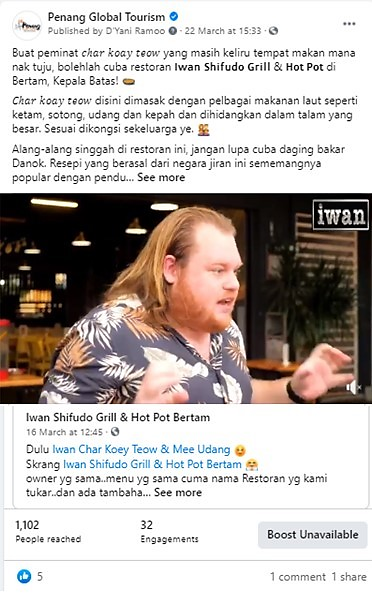 Penang Global Tourism
Published by D'Yani Ramoo · 22 March at 15:33 ·
Buat peminat char koay teow yang masih keliru tempat makan mana
nak tuju, bolehlah cuba restoran Iwan Shifudo Grill & Hot Pot di
Bertam, Kepala Batas!
Char koay teow disini dimasak dengan pelbagai makanan laut seperti
ketam, sotong, udang dan kepah dan dihidangkan dalam talam yang
besar. Sesuai dikongsi sekeluarga ye.
Alang-alang singgah di restoran ini, jangan lupa cuba daging bakar
Danok. Resepi yang berasal dari negara jiran ini sememangnya
popular dengan pendu... See more
iwan
Iwan Shifudo Grill & Hot Pot Bertam
16 March at 12:45 ·
Dulu Iwan Char Koey Teow & Mee Udang
Skrang Iwan Shifudo Grill & Hot Pot Bertam
owner yg sama..menu yg sama cuma nama Restoran yg kami
tukar..dan ada tambaha... See more
1,102
People reached
32
Engagements
Boost Unavailable
5
1 comment 1 share